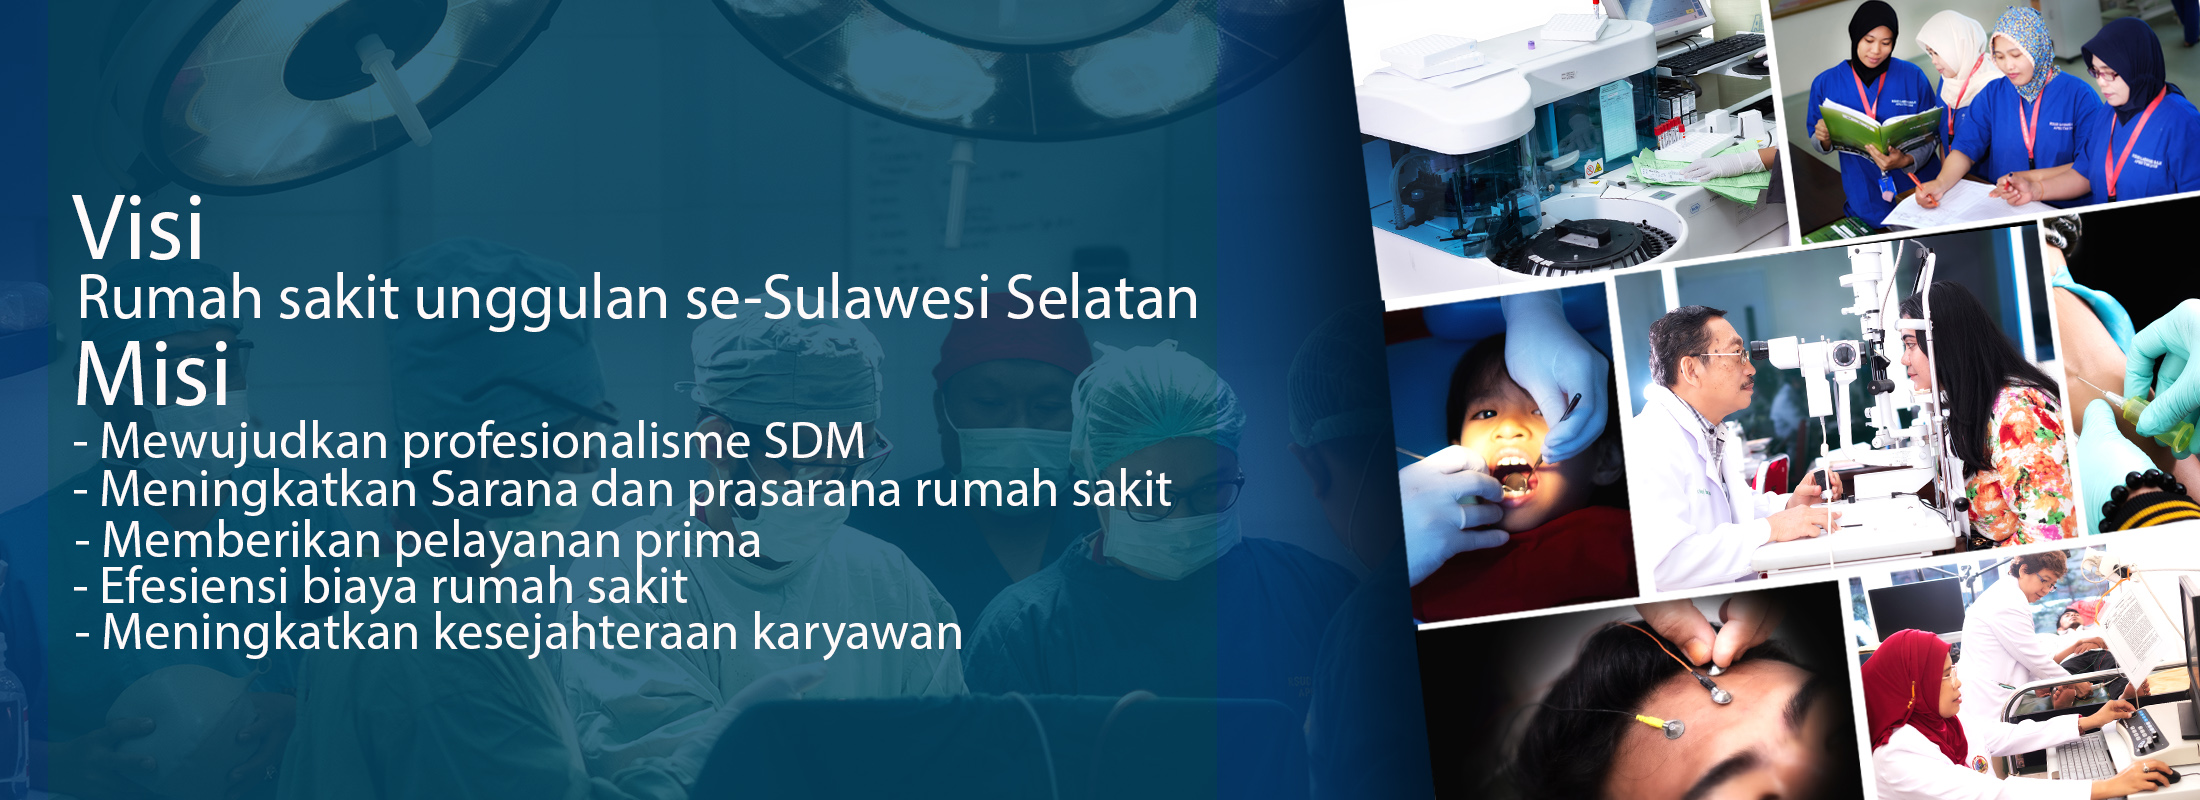 Visi
Rumah sakit unggulan se-Sulawesi Selatan
Misi
- Mewujudkan profesionalisme SDM
- Meningkatkan Sarana dan prasarana rumah sakit
- Memberikan pelayanan prima
- Efesiensi biaya rumah sakit
- Meningkatkan kesejahteraan karyawan